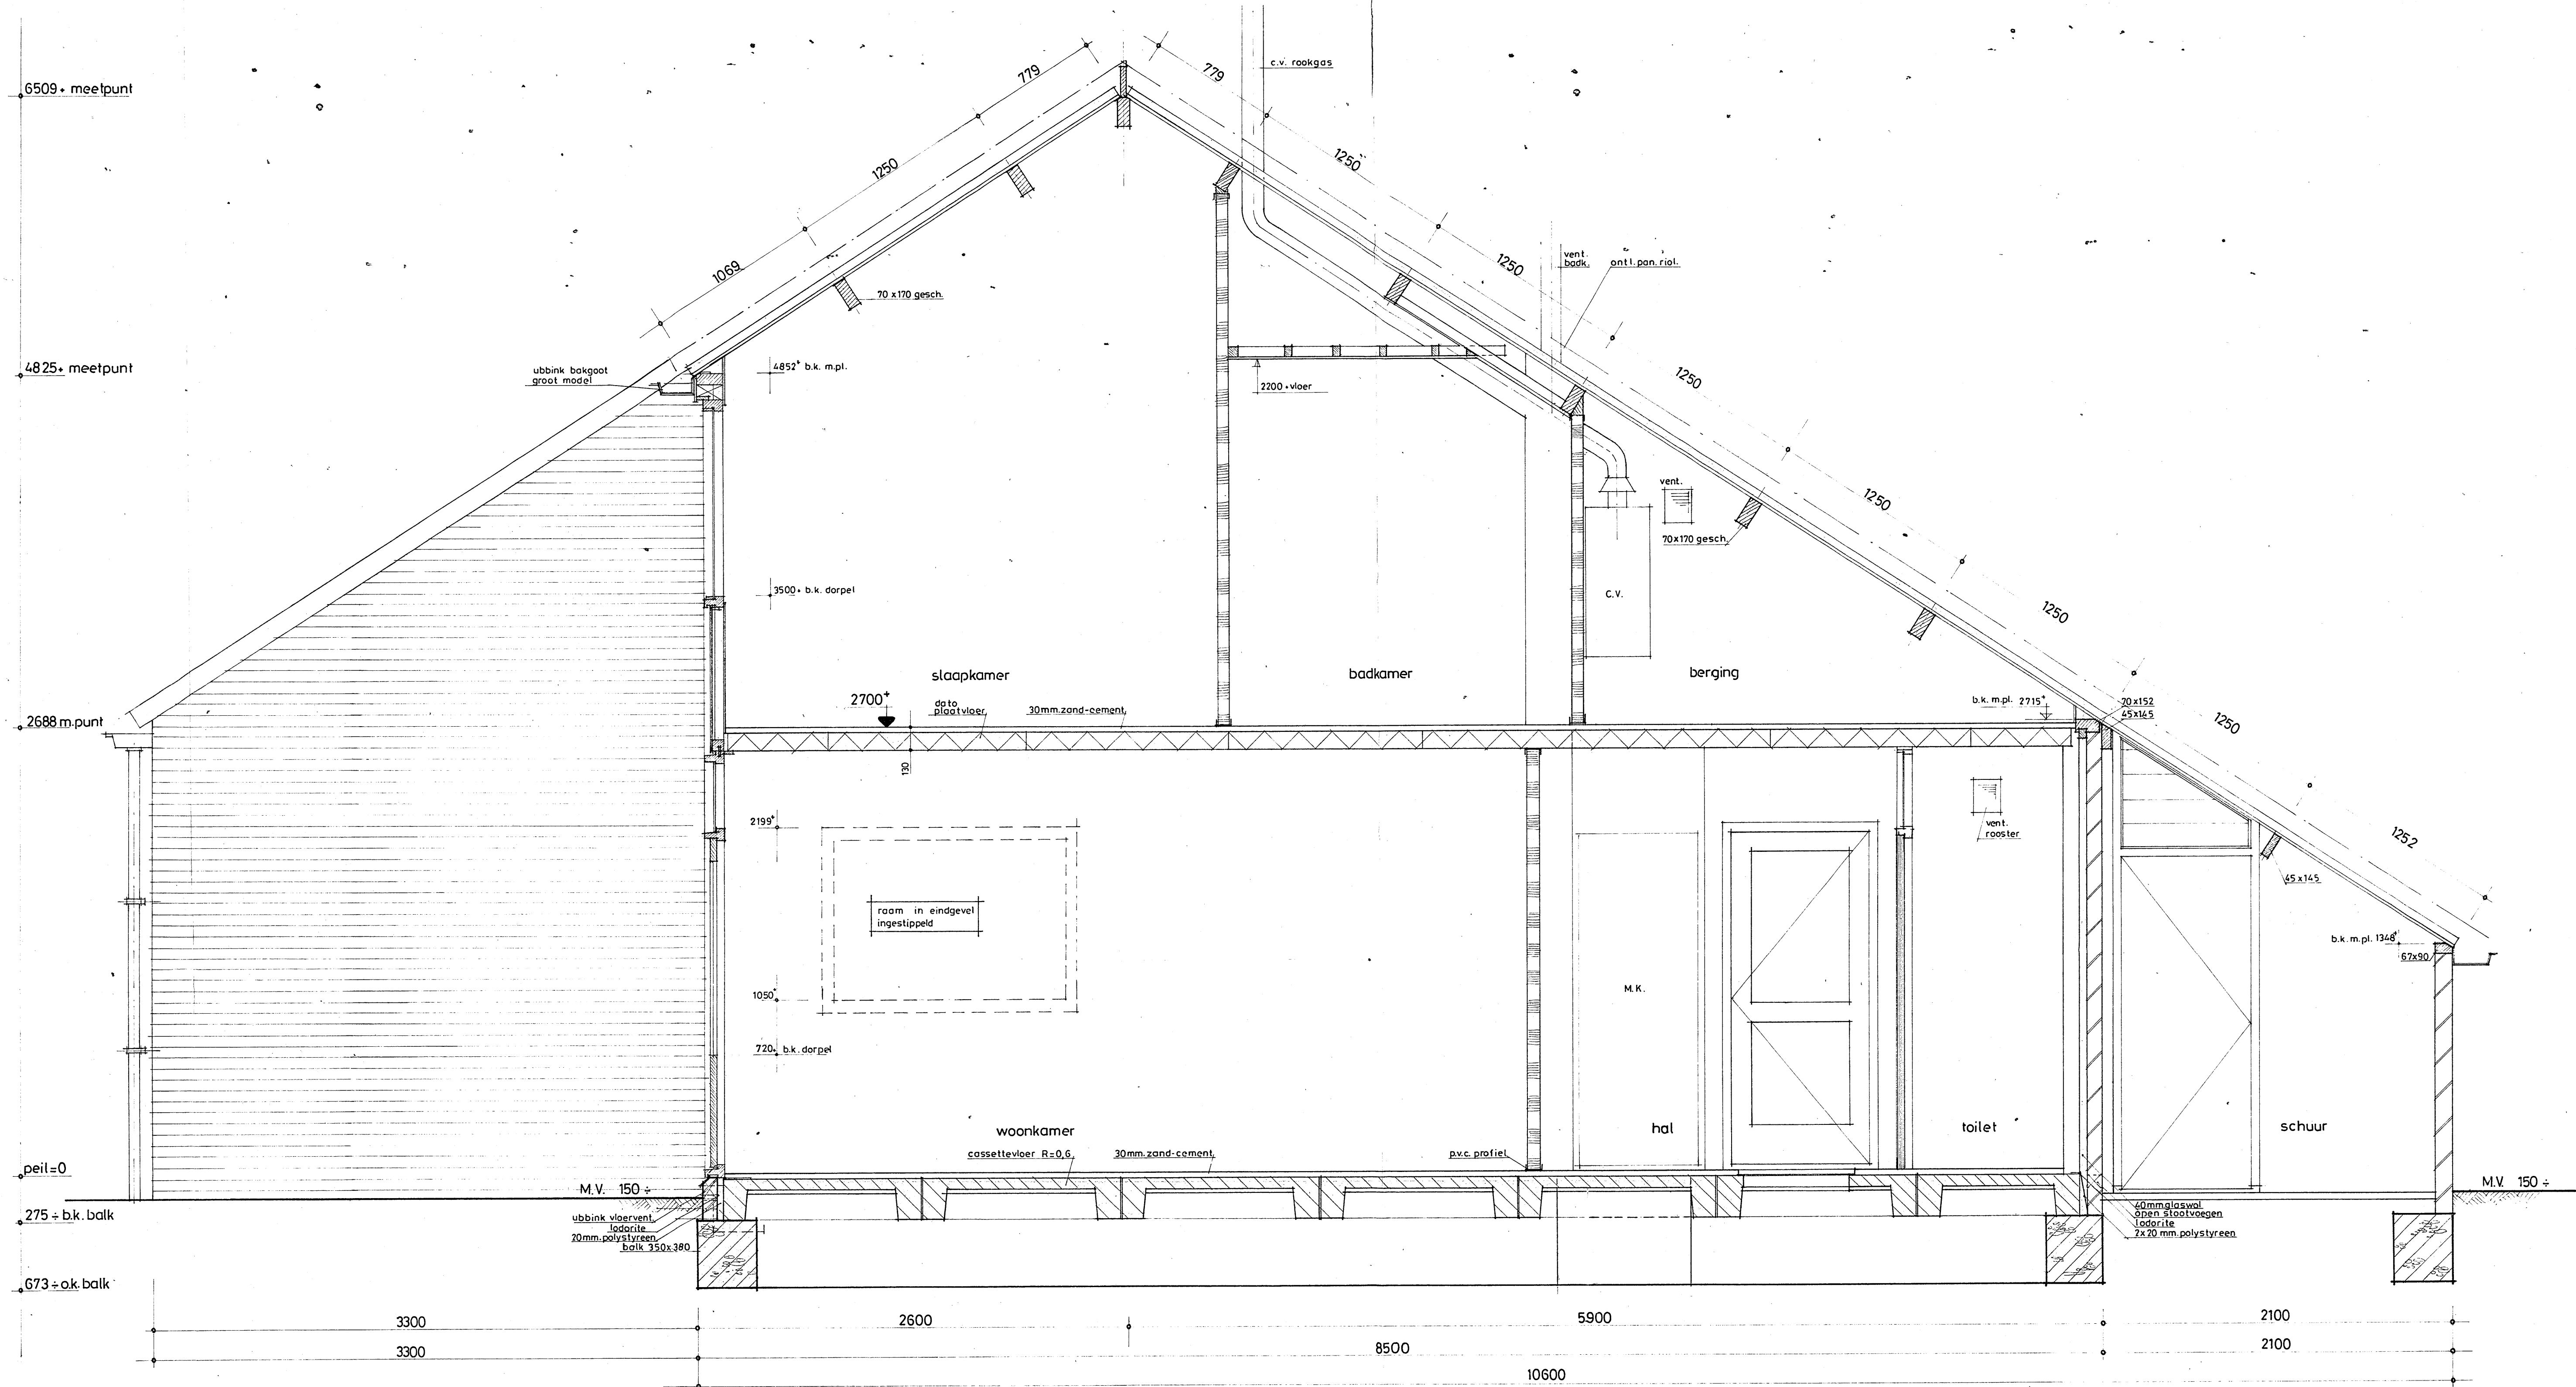 6509+ meetpunt
779
779
c.v. rookgas
1250
1250
1069
1250
vent.
badk.
ontl.pan.riol.
70x170 gesch.
4825+ meetpunt
ubbink bakgoot
groot model
4852+ b.k. m.pl.
2200+vloer
1250
1250
vent.
70x170 gesch.
3500+ b.k. dorpel
C.V.
1250
slaapkamer
badkamer
berging
2688 m.punt
2700+
dato
plaatvloer
30mm.zand-cement
b.k. m.pl. 2715+
70x152
45x145
1250
130
2199+
vent.
rooster
1252
45x145
raam in eindgevel
ingestippeld
b.k.m.pl. 1348+
67x90
1050+
M.K.
720+ b.k.dorpel
woonkamer
hal
toilet
schuur
cassettevloer R=0,6
30mm.zand-cement
p.v.c. profiel
peil=0
M.V. 150 ÷
M.V. 150 ÷
275 ÷ b.k. balk
ubbink vloervent.
lodorite
20mm.polystyreen
balk 350x380
40mm.glaswol
open stootvoegen
lodorite
2x20 mm.polystyreen
673 ÷ o.k. balk
3300
2600
5900
2100
3300
8500
2100
10600